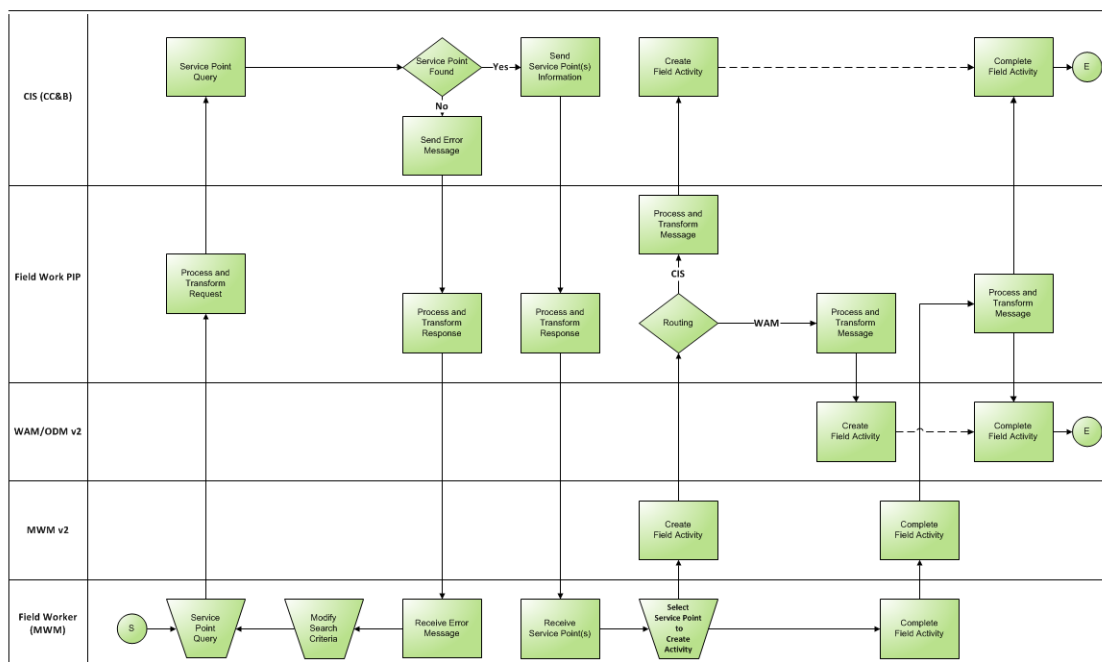 CIS (CC&B)
Service Point
Query
Service Point
Found
Yes
No
Send
Service Point(s)
Information
Send Error
Message
Create
Field Activity
Complete
Field Activity
E
Field Work PIP
Process and
Transform
Request
Process and
Transform
Response
Process and
Transform
Response
Process and
Transform
Message
CIS
Routing
WAM
Process and
Transform
Message
Process and
Transform
Message
WAM/ODM v2
Create
Field Activity
Complete
Field Activity
E
MWM v2
Create
Field Activity
Complete
Field Activity
Field Worker
(MWM)
S
Service
Point
Query
Modify
Search
Criteria
Receive Error
Message
Receive
Service Point(s)
Select
Service Point
to
Create
Activity
Complete
Field Activity